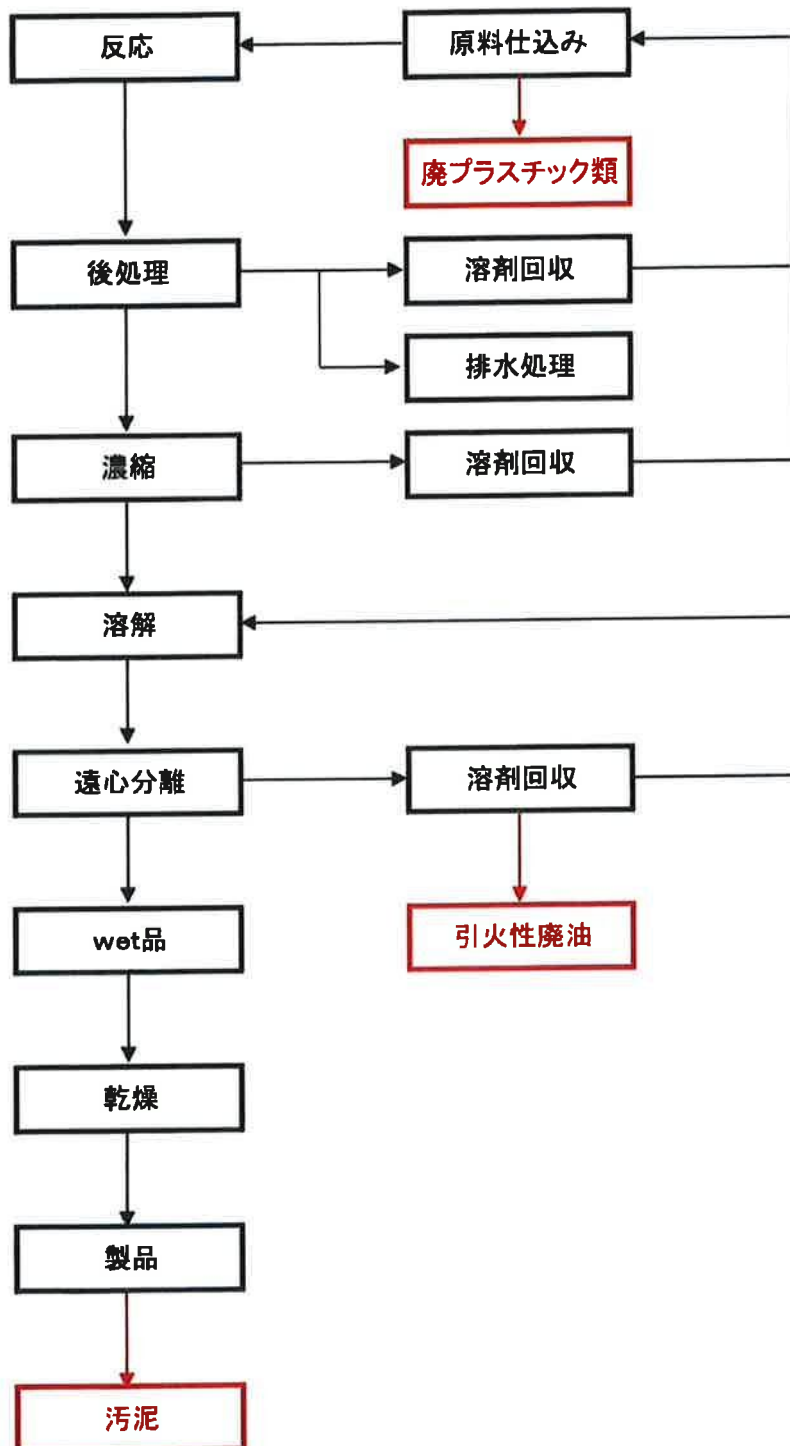 反応
原料仕込み
廃プラスチック類
後処理
溶剤回収
排水処理
濃縮
溶剤回収
溶解
遠心分離
溶剤回収
wet品
引火性廃油
乾燥
製品
汚泥